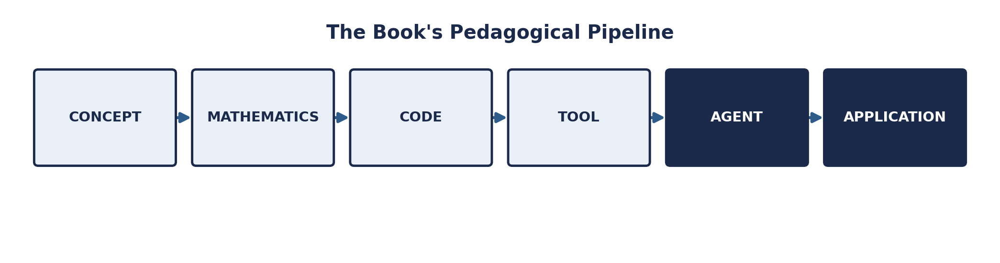 The Book's Pedagogical Pipeline
CONCEPT
MATHEMATICS
CODE
TOOL
AGENT
APPLICATION